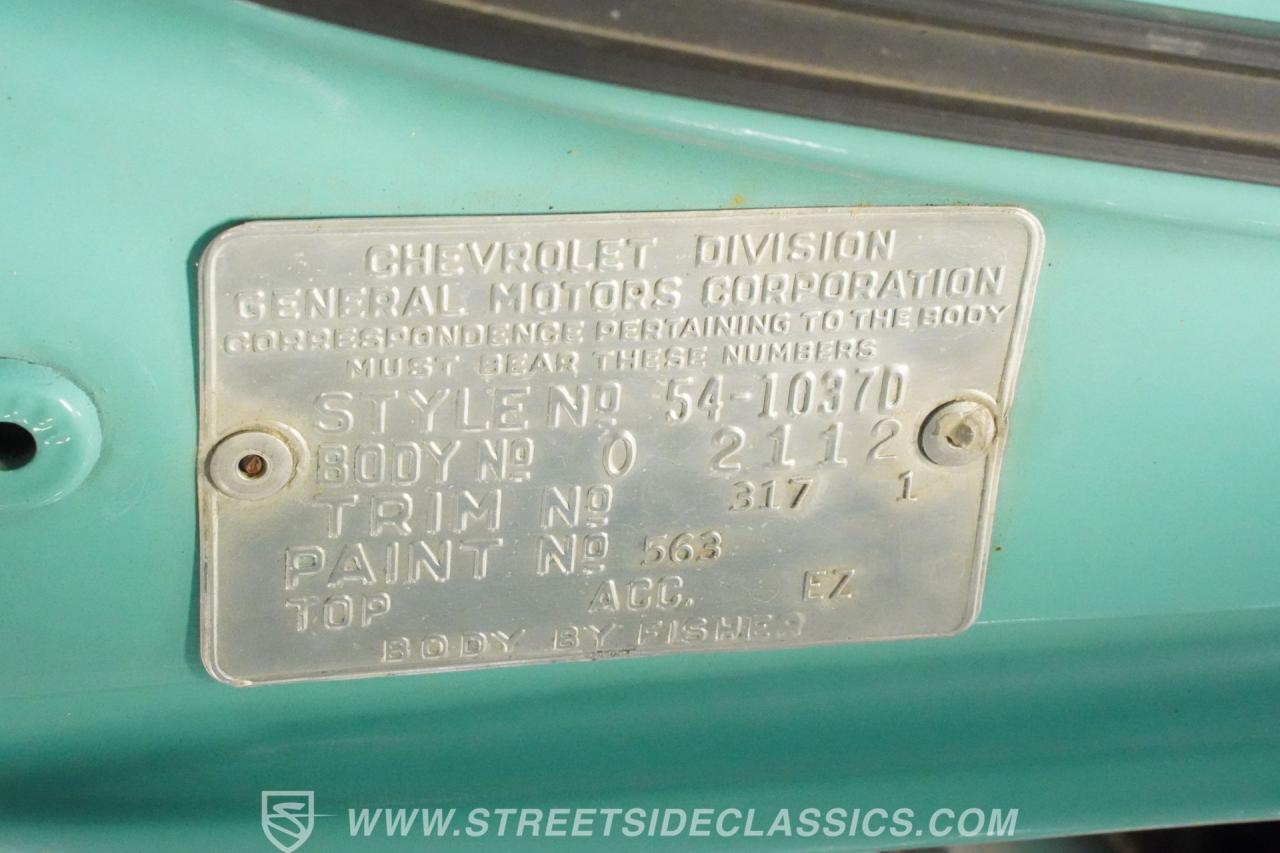 CHEVROLET DIVISION
GENERAL MOTORS CORPORATION
CORRESPONDENCE PERTAINING TO THE BODY
MUST BEAR THESE NUMBERS
STYLE Nº 54-1037D
BODY Nº O 2112
TRIM Nº 317 1
PAINT Nº 563
TOP ACC. EZ
BODY BY FISHER
WWW.STREETSIDECLASSICS.COM